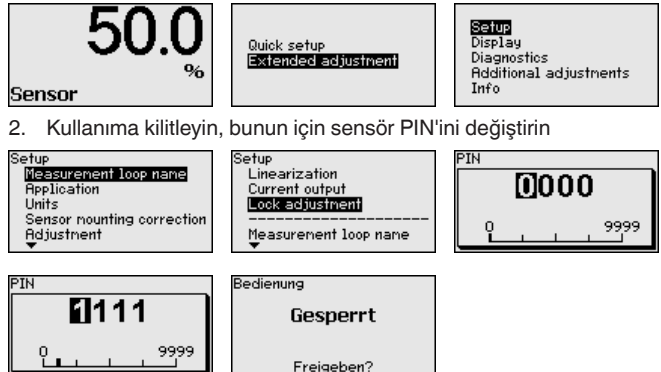 50.0
%
Sensor
Quick setup
Extended adjustment
Setup
Display
Diagnostics
Additional adjustments
Info
2. Kullanıma kilitleyin, bunun için sensör PIN'ini değiştirin
Setup
Measurement loop name
Application
Units
Sensor mounting correction
Adjustment
Setup
Linearization
Current output
Lock adjustment
Measurement loop name
PIN
0000
0 9999
PIN
1111
0 9999
Bedienung
Gesperrt
Freigeben?